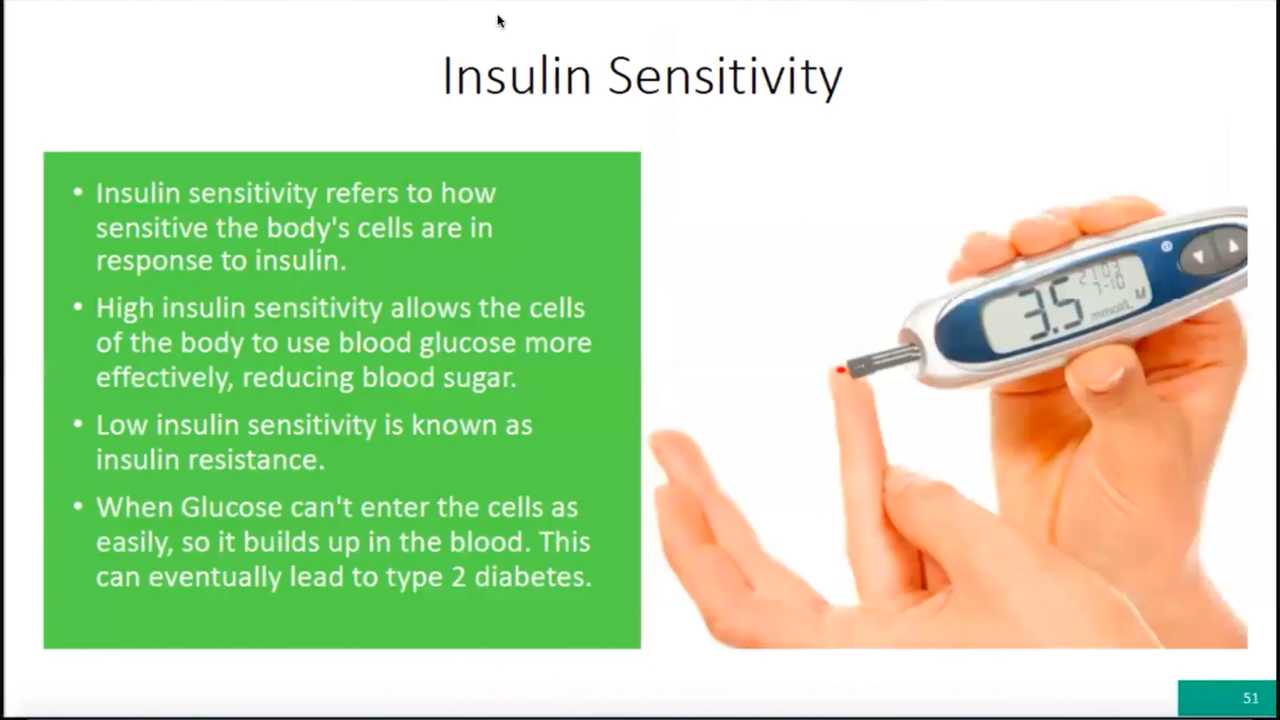 Insulin Sensitivity
• Insulin sensitivity refers to how
sensitive the body's cells are in
response to insulin.
• High insulin sensitivity allows the cells
of the body to use blood glucose more
effectively, reducing blood sugar.
• Low insulin sensitivity is known as
insulin resistance.
• When Glucose can't enter the cells as
easily, so it builds up in the blood. This
can eventually lead to type 2 diabetes.
3.5
7-10
mmol/L
M
51